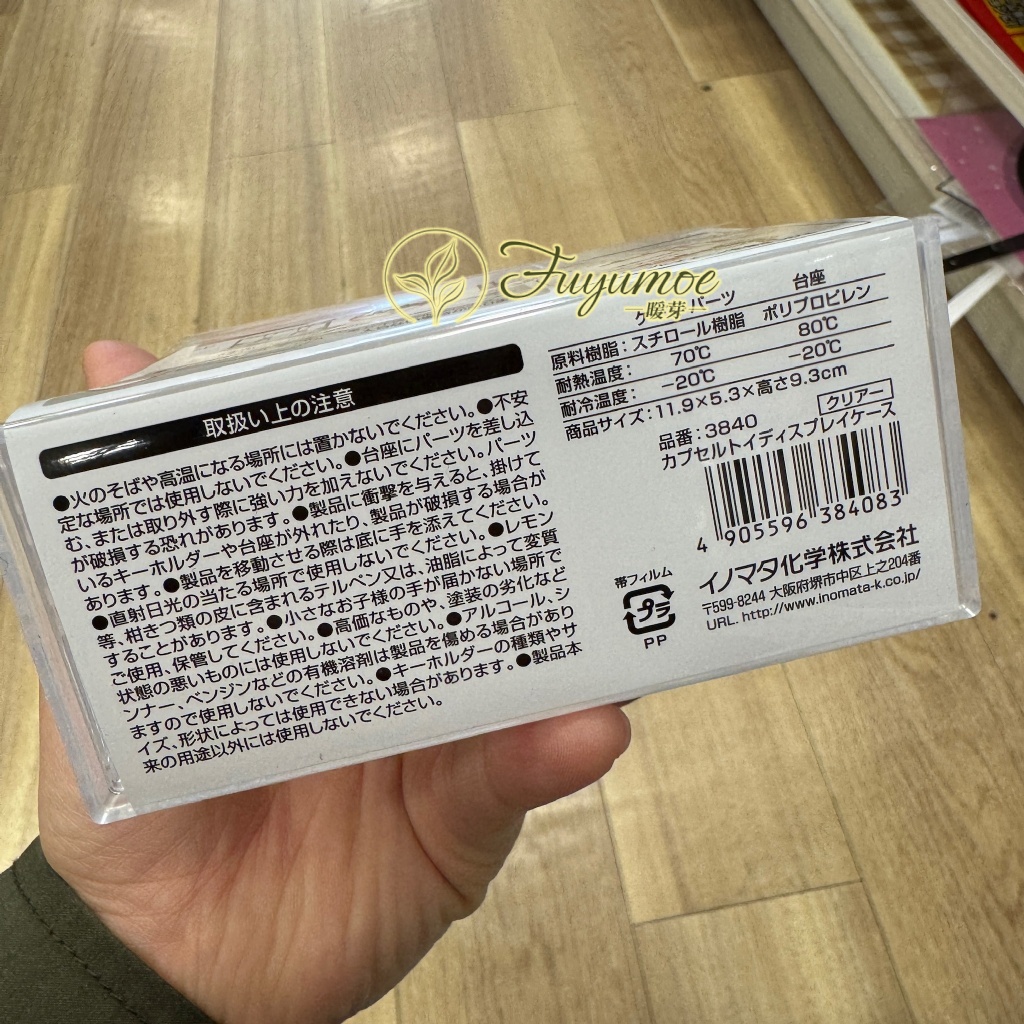 Fuyumoe
暖芽
取扱い上の注意
●火のそばや高温になる場所には置かないでください。●不安
定な場所では使用しないでください。●台座にパーツを差し込
む、または取り外す際に強い力を加えないでください。パーツ
が破損する恐れがあります。●製品に衝撃を与えると、掛けて
いるキーホルダーや台座が外れたり、製品が破損する場合が
あります。●製品を移動させる際は底に手を添えてください。
●直射日光の当たる場所で使用しないでください。●レモン
等、柑きつ類の皮に含まれるテルペン又は、油脂によって変質
することがあります。●小さなお子様の手が届かない場所で
ご使用、保管してください。●高価なものや、塗装の劣化など
状態の悪いものには使用しないでください。●アルコール、シ
ンナー、ベンジンなどの有機溶剤は製品を傷める場合があり
ますので使用しないでください。●キーホルダーの種類やサ
イズ、形状によっては使用できない場合があります。●製品本
来の用途以外には使用しないでください。
パーツ 台座
原料樹脂：スチロール樹脂 ポリプロピレン
耐熱温度： 70℃ 80℃
耐冷温度： −20℃ −20℃
商品サイズ：11.9×5.3×高さ9.3cm
クリアー
品番：3840
カプセルトイディスプレイケース
4 905596 384083
イノマタ化学株式会社
〒599-8244 大阪府堺市中区上之204番
URL. http://www.inomata-k.co.jp/
帯フィルム
プラ
PP